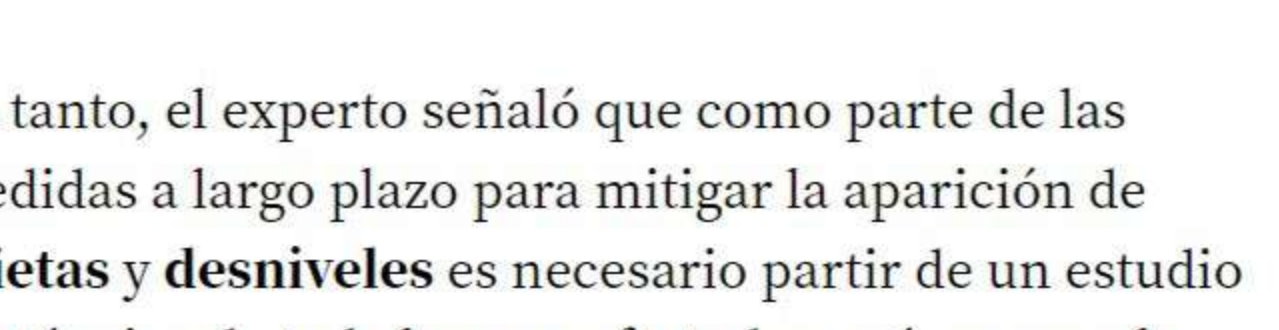 tanto, el experto señaló que como parte de las
edidas a largo plazo para mitigar la aparición de
ietas y desniveles es necesario partir de un estudio